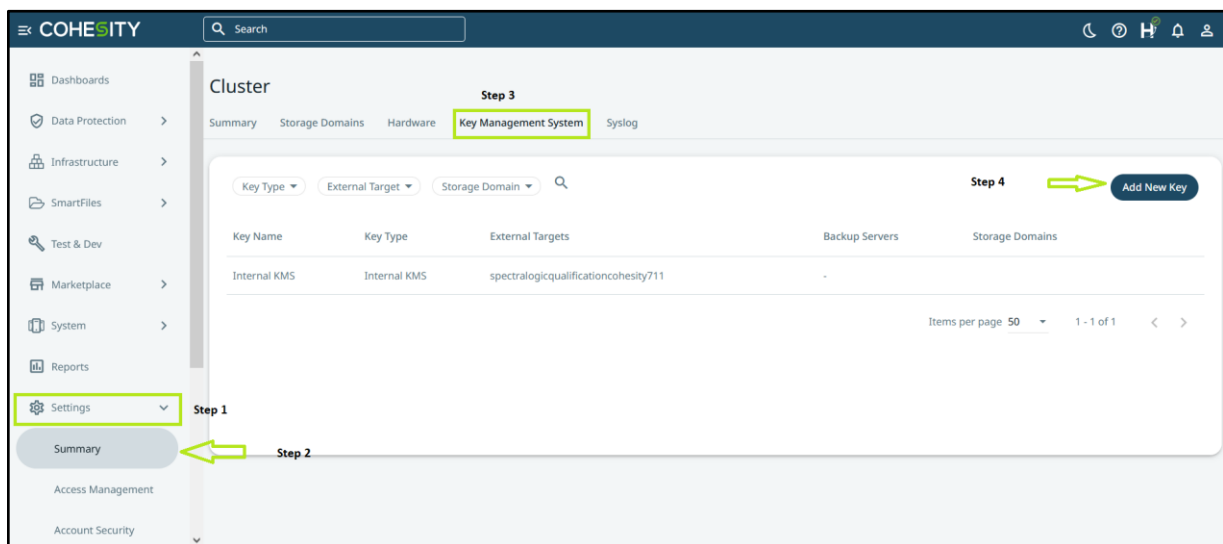 COHESITY
Search
Dashboards
Data Protection
Infrastructure
SmartFiles
Test & Dev
Marketplace
System
Reports
Settings
Step 1
Summary
Step 2
Access Management
Account Security
Cluster
Step 3
Summary Storage Domains Hardware Key Management System Syslog
Key Type External Target Storage Domain
Step 4
Add New Key
Key Name Key Type External Targets Backup Servers Storage Domains
Internal KMS Internal KMS spectralogicqualificationcohesity711 -
Items per page 50 1 - 1 of 1